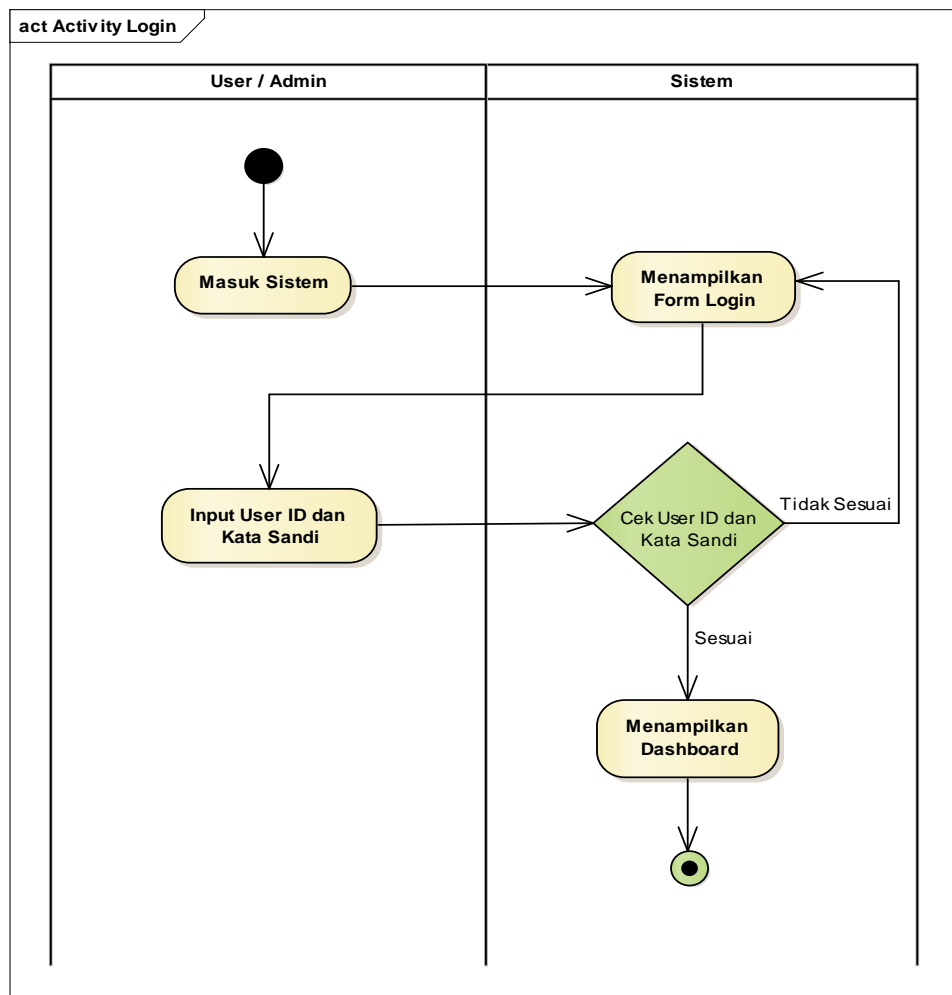 act Activity Login
User / Admin
Sistem
Masuk Sistem
Menampilkan
Form Login
Input User ID dan
Kata Sandi
Cek User ID dan
Kata Sandi
Tidak Sesuai
Sesuai
Menampilkan
Dashboard